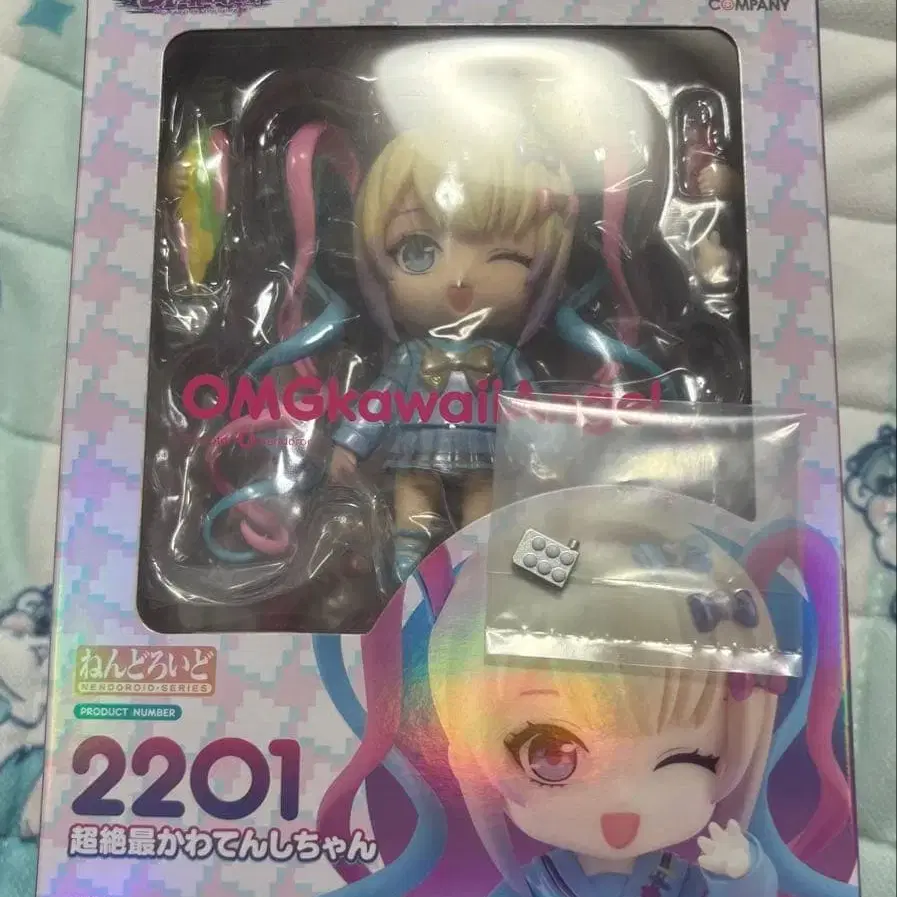 COMPANY
OMGkawaiiAngel
ねんどろいど
NENDOROID·SERIES
PRODUCT NUMBER
2201
超絶最かわてんしちゃん